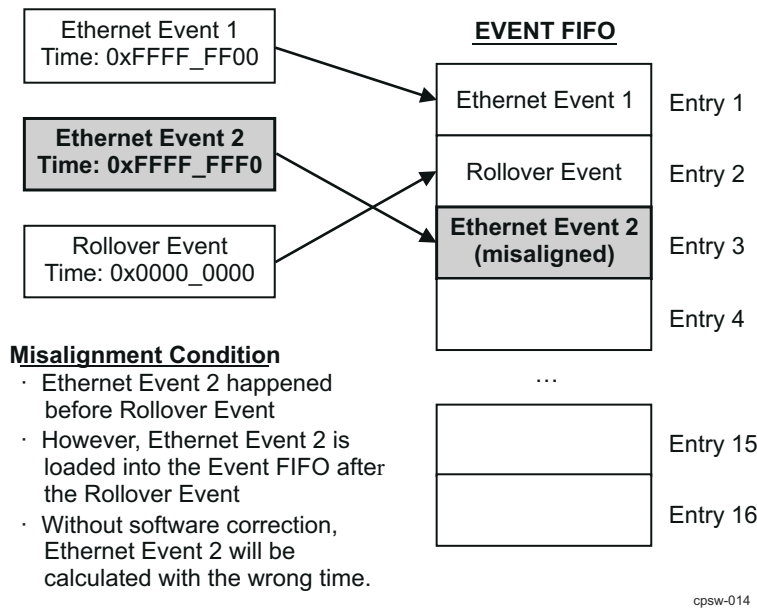 Ethernet Event 1
Time: 0xFFFF_FF00
Ethernet Event 2
Time: 0xFFFF_FFF0
Rollover Event
Time: 0x0000_0000
EVENT FIFO
Ethernet Event 1
Entry 1
Rollover Event
Entry 2
Ethernet Event 2
(misaligned)
Entry 3
Entry 4
...
Entry 15
Entry 16
Misalignment Condition
· Ethernet Event 2 happened
before Rollover Event
· However, Ethernet Event 2 is
loaded into the Event FIFO after
the Rollover Event
· Without software correction,
Ethernet Event 2 will be
calculated with the wrong time.
cpsw-014